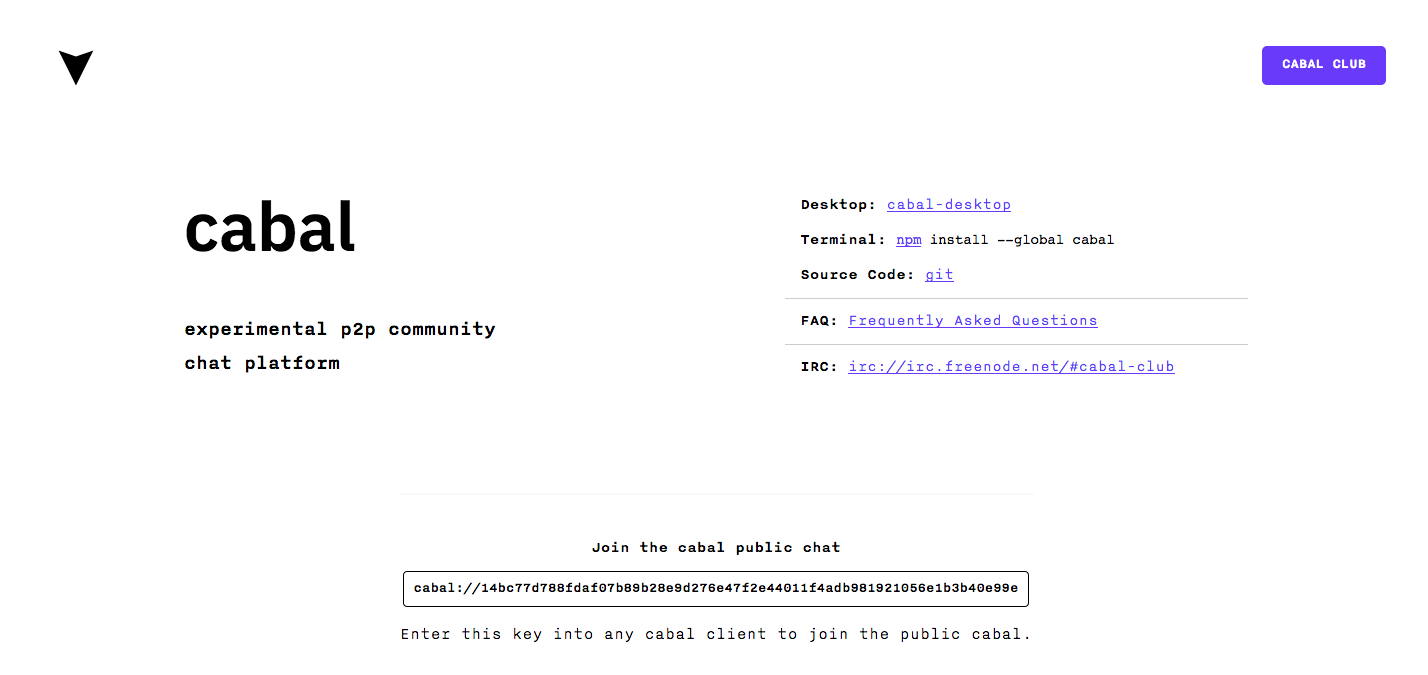 CABAL CLUB
cabal
experimental p2p community
chat platform
Desktop: cabal-desktop
Terminal: npm install --global cabal
Source Code: git
FAQ: Frequently Asked Questions
IRC: irc://irc.freenode.net/#cabal-club
Join the cabal public chat
cabal://14bc77d788fdaf07b89b28e9d276e47f2e44011f4adb981921056e1b3b40e99e
Enter this key into any cabal client to join the public cabal.